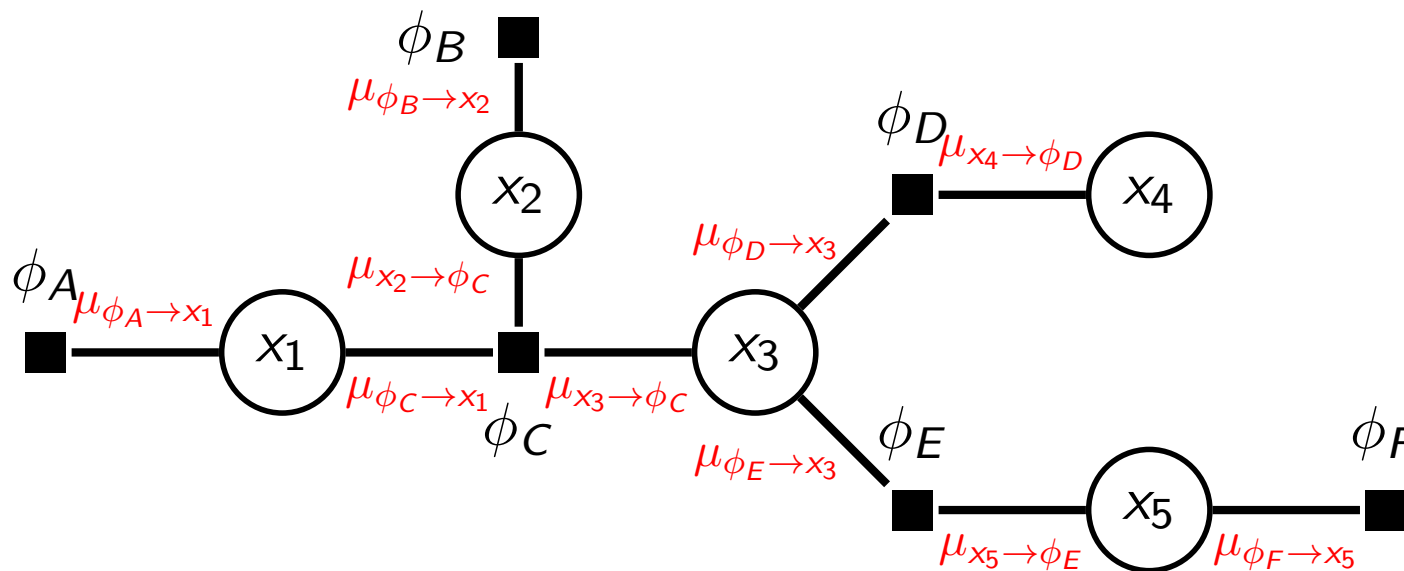 ϕB
μϕB→x2
x2
μx2→ϕC
ϕA
μϕA→x1
x1
μϕC→x1
ϕC
μx3→ϕC
x3
μϕD→x3
ϕD
μx4→ϕD
x4
μϕE→x3
ϕE
μx5→ϕE
x5
μϕF→x5
ϕF